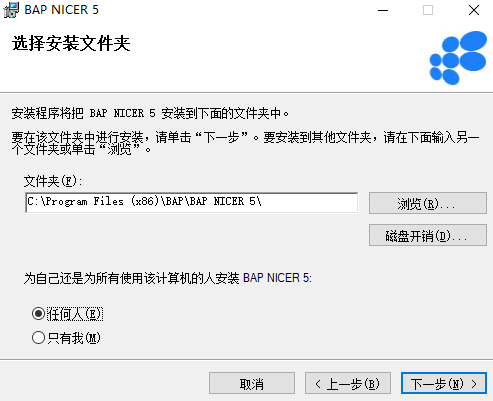 BAP NICER 5
选择安装文件夹
安装程序将把 BAP NICER 5 安装到下面的文件夹中。
要在该文件夹中进行安装，请单击“下一步”。要安装到其他文件夹，请在下面输入另一
个文件夹或单击“浏览”。
文件夹(F):
C:\Program Files (x86)\BAP\BAP NICER 5\
浏览(R)...
磁盘开销(D)...
为自己还是为所有使用该计算机的人安装 BAP NICER 5:
任何人(E)
只有我(M)
取消
< 上一步(B)
下一步(N) >